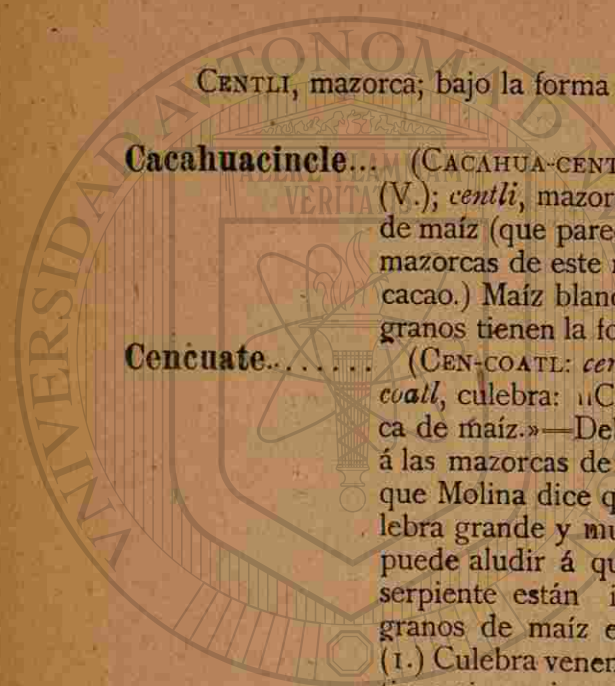 CENTLI, mazorca; bajo la forma
Cacahuacincle... (CACAHUA-CENT
(V.); centli, mazor
de maíz (que pare
mazorcas de este
cacao.) Maíz blan
granos tienen la fo
Cencuate........ (CEN-COATL: cen
coatl, culebra: «C
ca de maíz.»—De
á las mazorcas de
que Molina dice q
lebra grande y mu
puede aludir á qu
serpiente están i
granos de maíz e
(1.) Culebra vene